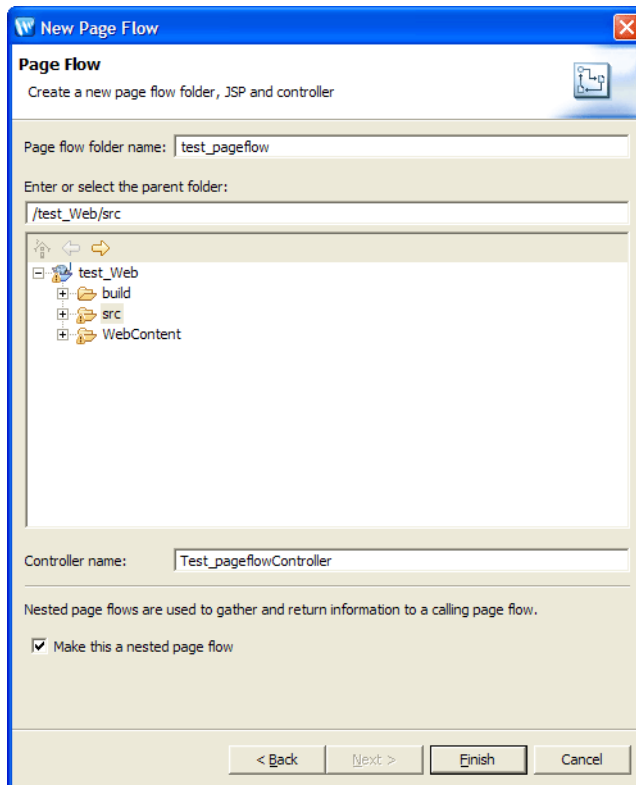 New Page Flow
Page Flow
Create a new page flow folder, JSP and controller
Page flow folder name: test_pageflow
Enter or select the parent folder:
/test_Web/src
test_Web
build
src
WebContent
Controller name: Test_pageflowController
Nested page flows are used to gather and return information to a calling page flow.
Make this a nested page flow
< Back Next > Finish Cancel